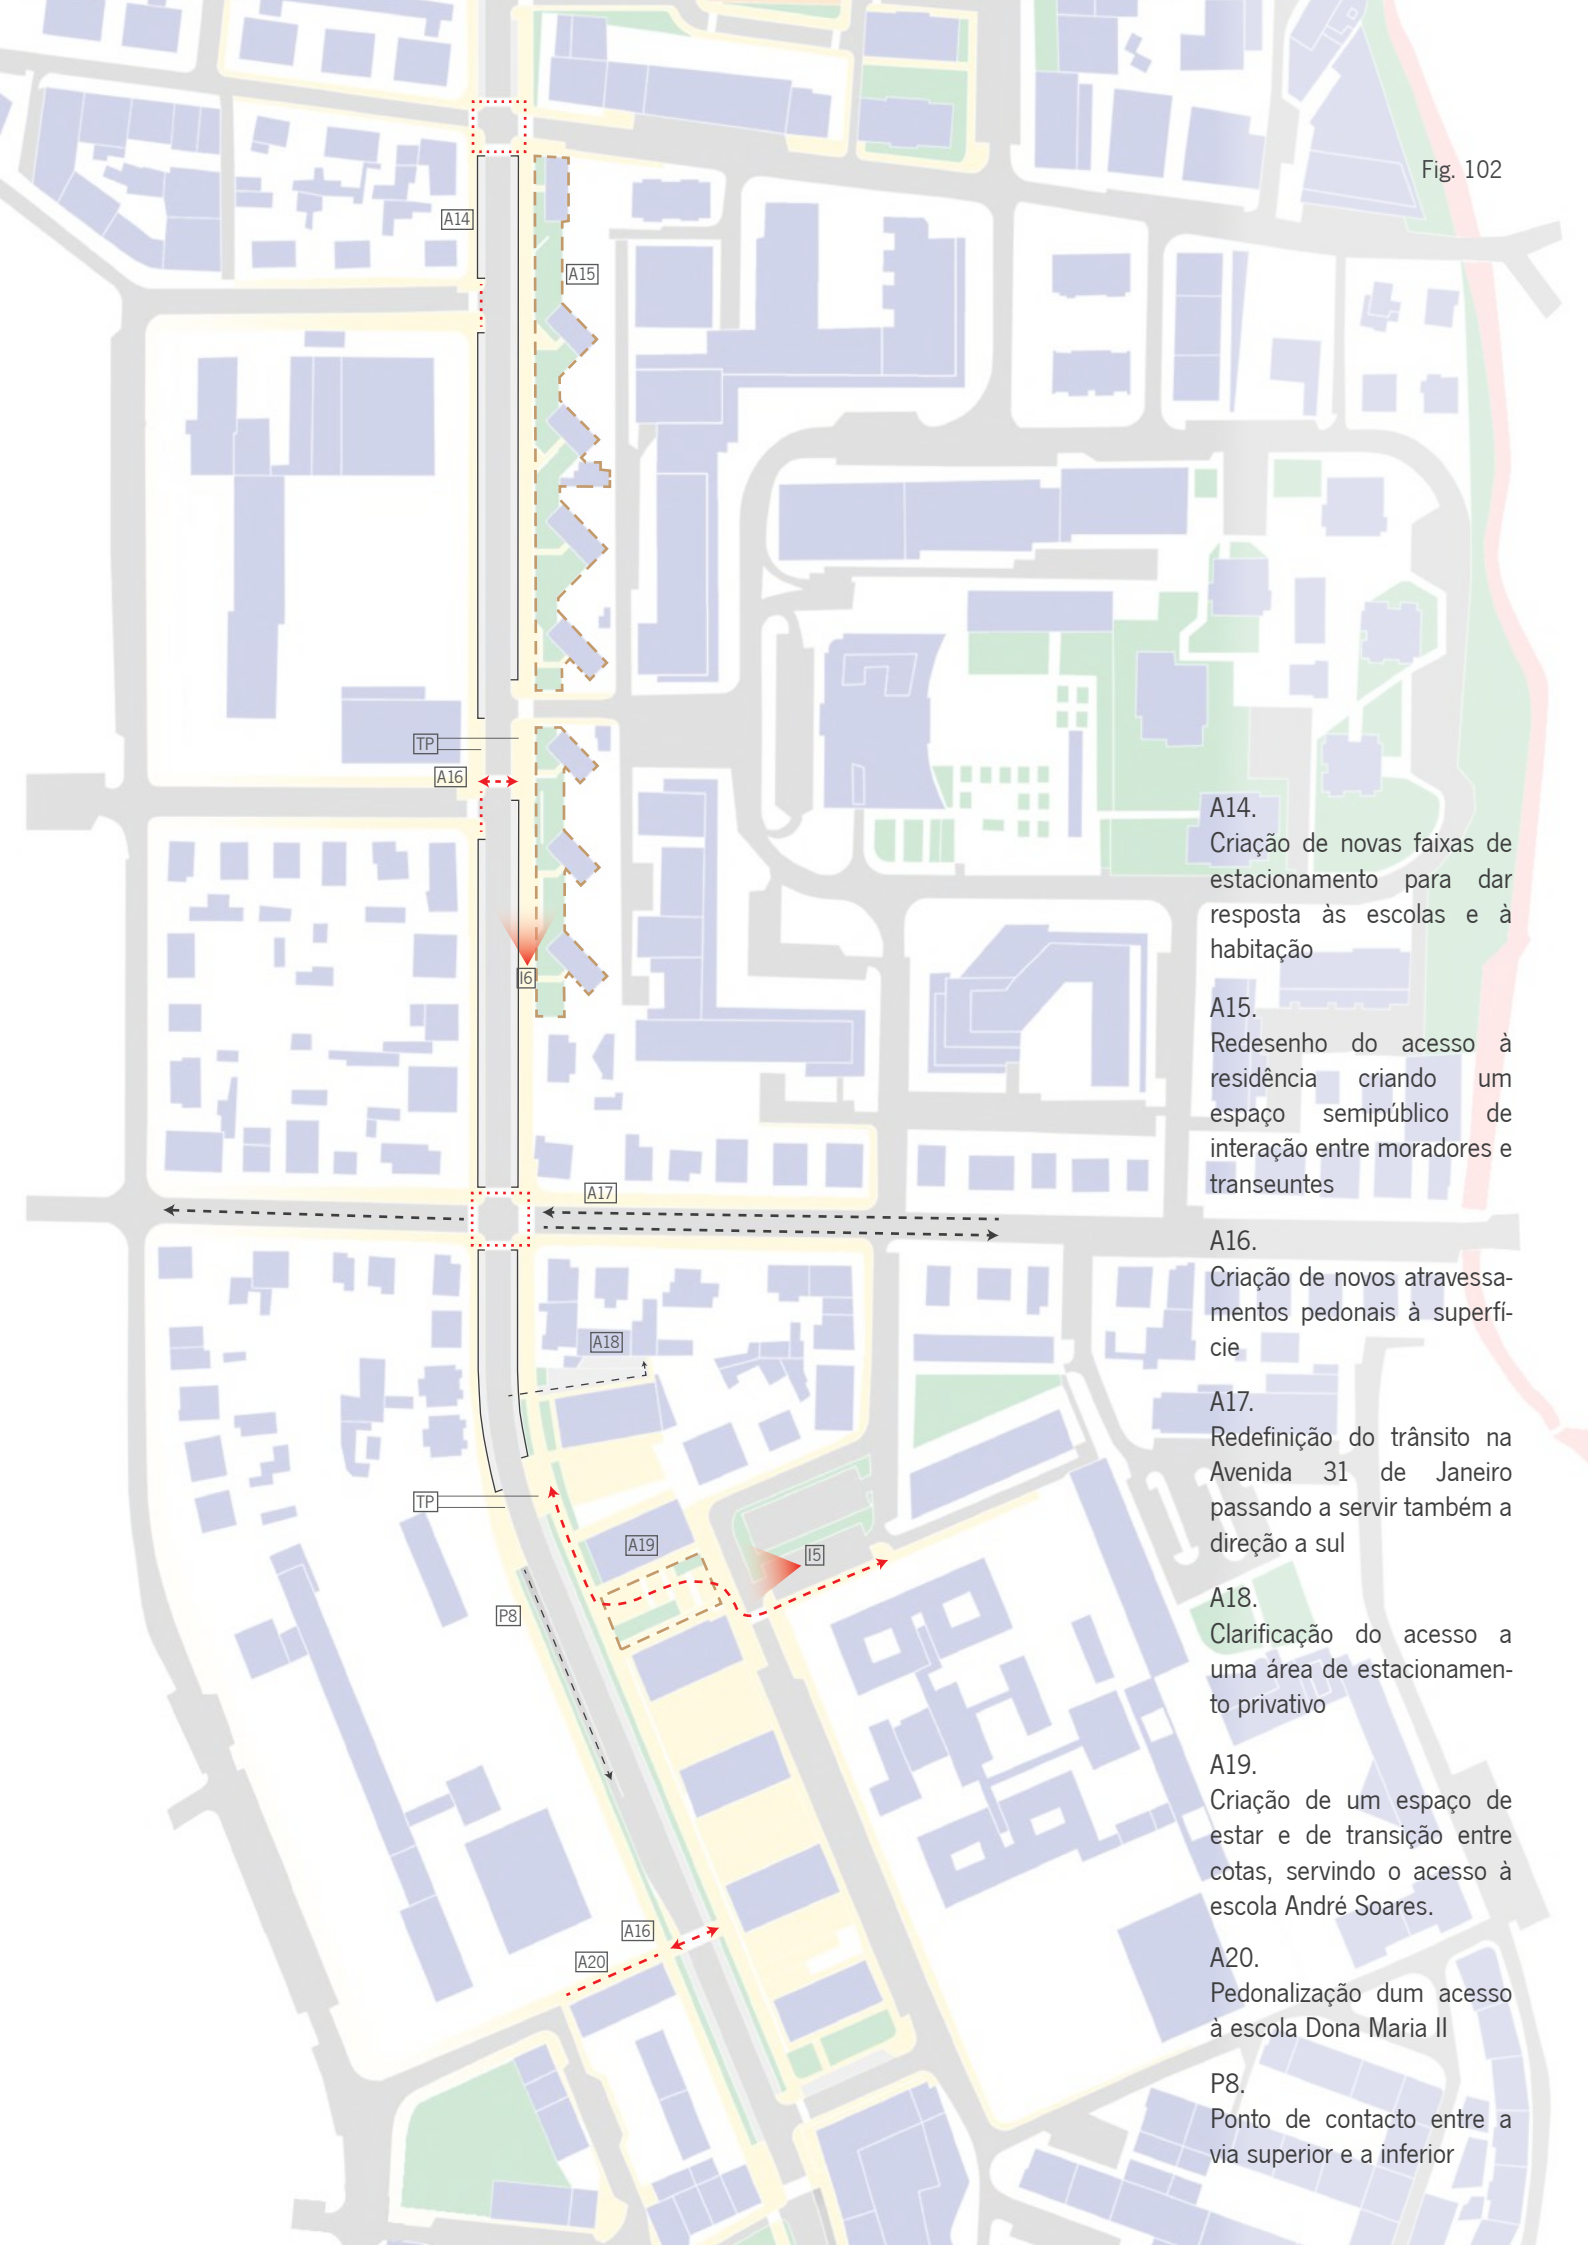 Fig. 102
A14
A15
TP
A16
I6
A17
A18
TP
A19
I5
P8
A16
A20
A14.
Criação de novas faixas de
estacionamento para dar
resposta às escolas e à
habitação
A15.
Redesenho do acesso à
residência criando um
espaço semipúblico de
interação entre moradores e
transeuntes
A16.
Criação de novos atravessa-
mentos pedonais à superfí-
cie
A17.
Redefinição do trânsito na
Avenida 31 de Janeiro
passando a servir também a
direção a sul
A18.
Clarificação do acesso a
uma área de estacionamen-
to privativo
A19.
Criação de um espaço de
estar e de transição entre
cotas, servindo o acesso à
escola André Soares.
A20.
Pedonalização dum acesso
à escola Dona Maria II
P8.
Ponto de contacto entre a
via superior e a inferior